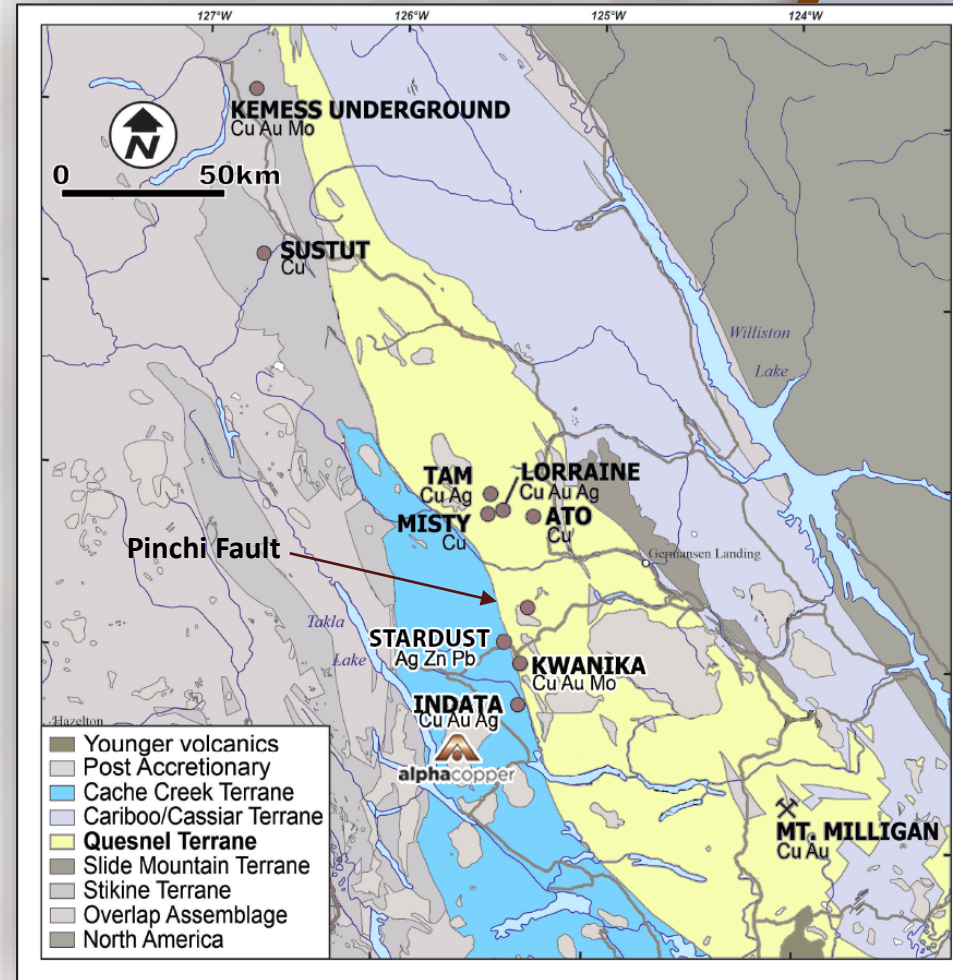 127°W
126°W
125°W
124°W
N
KEMESS UNDERGROUND
Cu Au Mo
0 50km
SUSTUT
Cu
Williston
Lake
TAM
Cu Ag
LORRAINE
Cu Au Ag
MISTY
Cu
ATO
Cu
Pinchi Fault
Germansen Landing
Takla
Lake
STARDUST
Ag Zn Pb
KWANIKA
Cu Au Mo
INDATA
Cu Au Ag
alphacopper
Hazelton
MT. MILLIGAN
Cu Au
Younger volcanics
Post Accretionary
Cache Creek Terrane
Cariboo/Cassiar Terrane
Quesnel Terrane
Slide Mountain Terrane
Stikine Terrane
Overlap Assemblage
North America